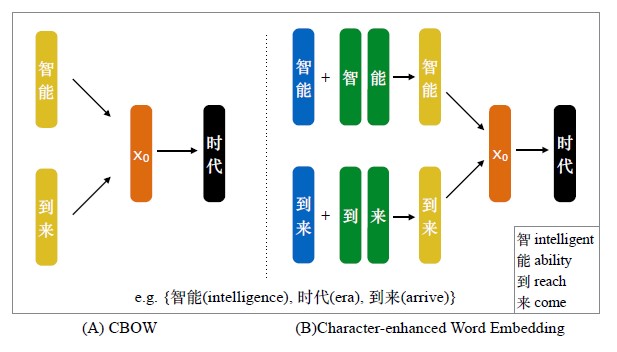 智能
到来
X0
时代
智能
+
智
能
智能
到来
+
到
来
到来
X0
时代
智 intelligent
能 ability
到 reach
来 come
e.g. {智能(intelligence), 时代(era), 到来(arrive)}
(A) CBOW
(B)Character-enhanced Word Embedding